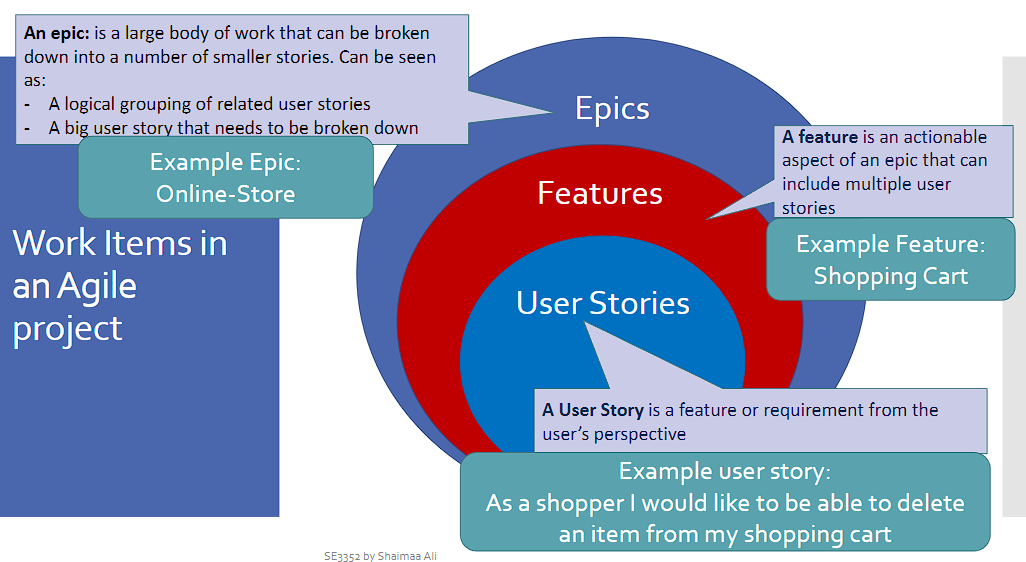 An epic: is a large body of work that can be broken
down into a number of smaller stories. Can be seen
as:
- A logical grouping of related user stories
- A big user story that needs to be broken down
Example Epic:
Online-Store
Work Items in
an Agile
project
Epics
Features
User Stories
A feature is an actionable
aspect of an epic that can
include multiple user
stories
Example Feature:
Shopping Cart
A User Story is a feature or requirement from the
user’s perspective
Example user story:
As a shopper I would like to be able to delete
an item from my shopping cart
SE3352 by Shaimaa Ali